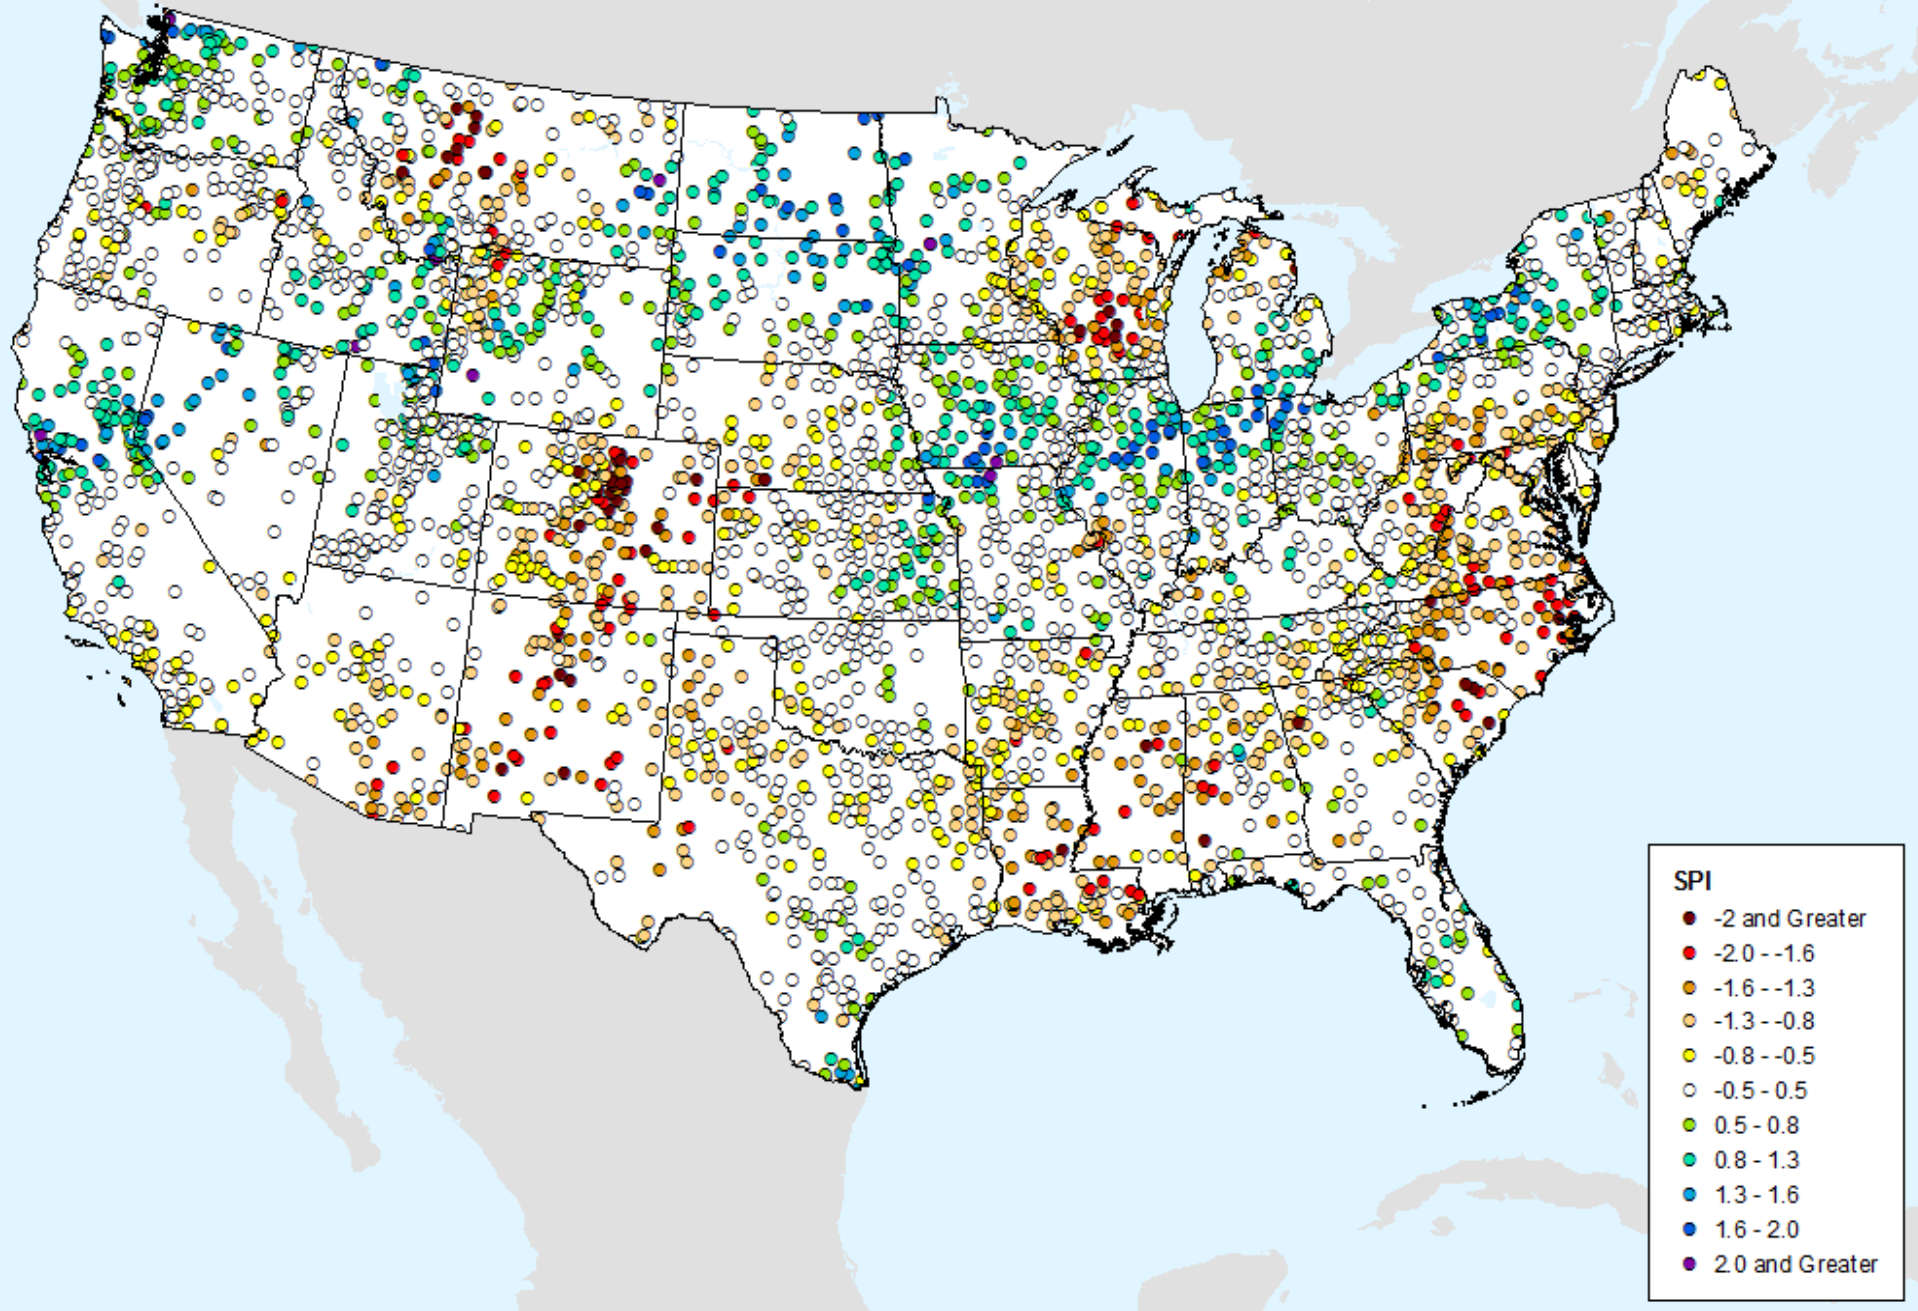 SPI
-2 and Greater
-2.0 - -1.6
-1.6 - -1.3
-1.3 - -0.8
-0.8 - -0.5
-0.5 - 0.5
0.5 - 0.8
0.8 - 1.3
1.3 - 1.6
1.6 - 2.0
2.0 and Greater